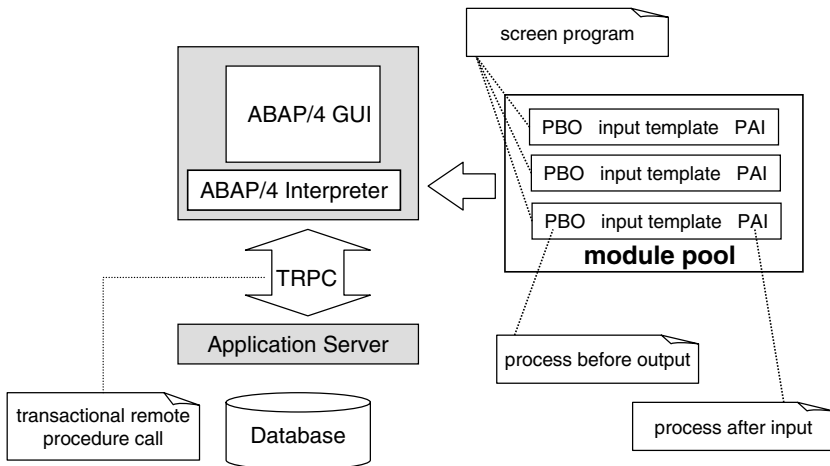 screen program
ABAP/4 GUI
PBO input template PAI
ABAP/4 Interpreter
PBO input template PAI
PBO input template PAI
module pool
TRPC
Application Server
process before output
transactional remote
procedure call
Database
process after input